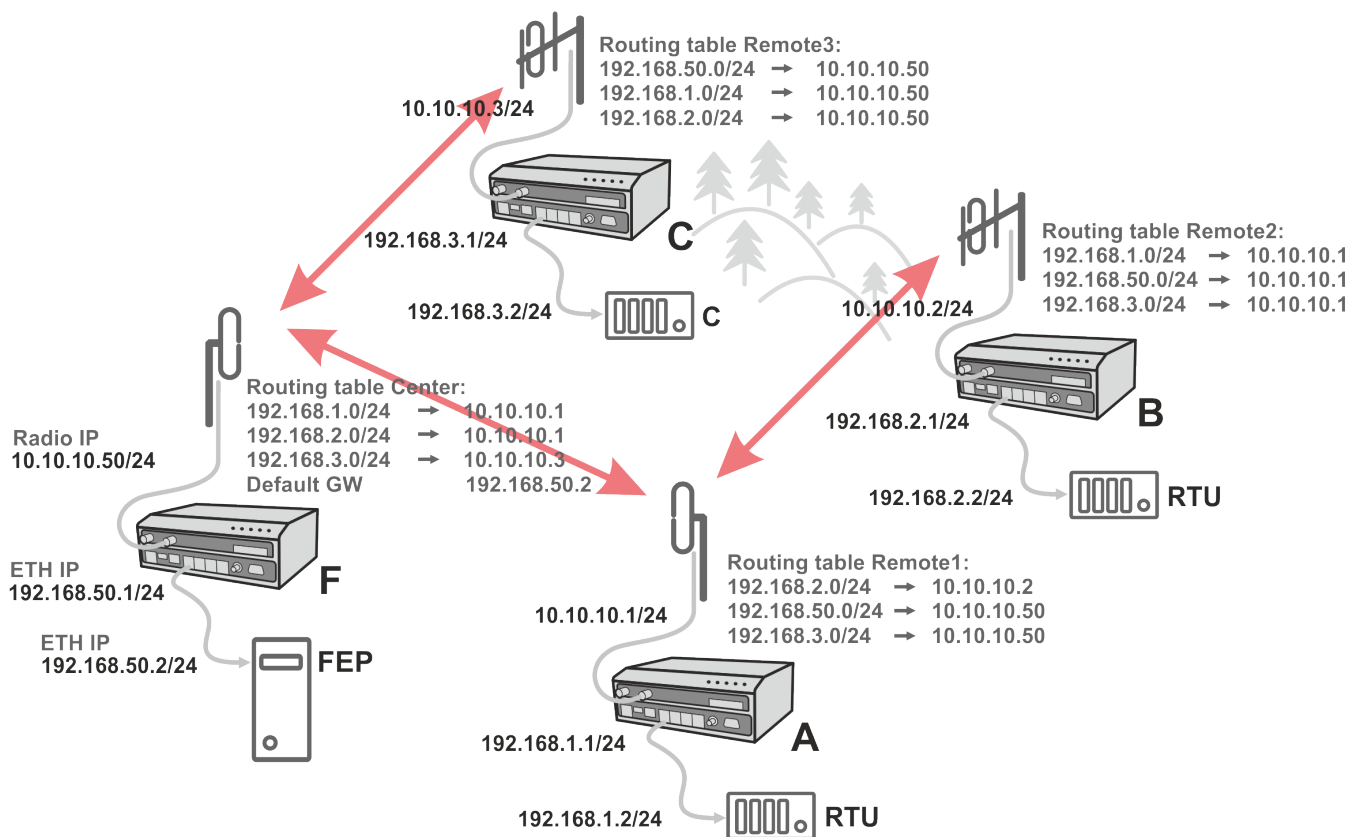 Routing table Remote3:
192.168.50.0/24 → 10.10.10.50
192.168.1.0/24 → 10.10.10.50
192.168.2.0/24 → 10.10.10.50
10.10.10.3/24
192.168.3.1/24
C
192.168.3.2/24
C
Routing table Remote2:
192.168.1.0/24 → 10.10.10.1
192.168.50.0/24 → 10.10.10.1
192.168.3.0/24 → 10.10.10.1
10.10.10.2/24
192.168.2.1/24
B
192.168.2.2/24
RTU
Routing table Center:
192.168.1.0/24 → 10.10.10.1
192.168.2.0/24 → 10.10.10.1
192.168.3.0/24 → 10.10.10.3
Default GW 192.168.50.2
Radio IP
10.10.10.50/24
ETH IP
192.168.50.1/24
F
ETH IP
192.168.50.2/24
FEP
Routing table Remote1:
192.168.2.0/24 → 10.10.10.2
192.168.50.0/24 → 10.10.10.50
192.168.3.0/24 → 10.10.10.50
10.10.10.1/24
192.168.1.1/24
A
192.168.1.2/24
RTU